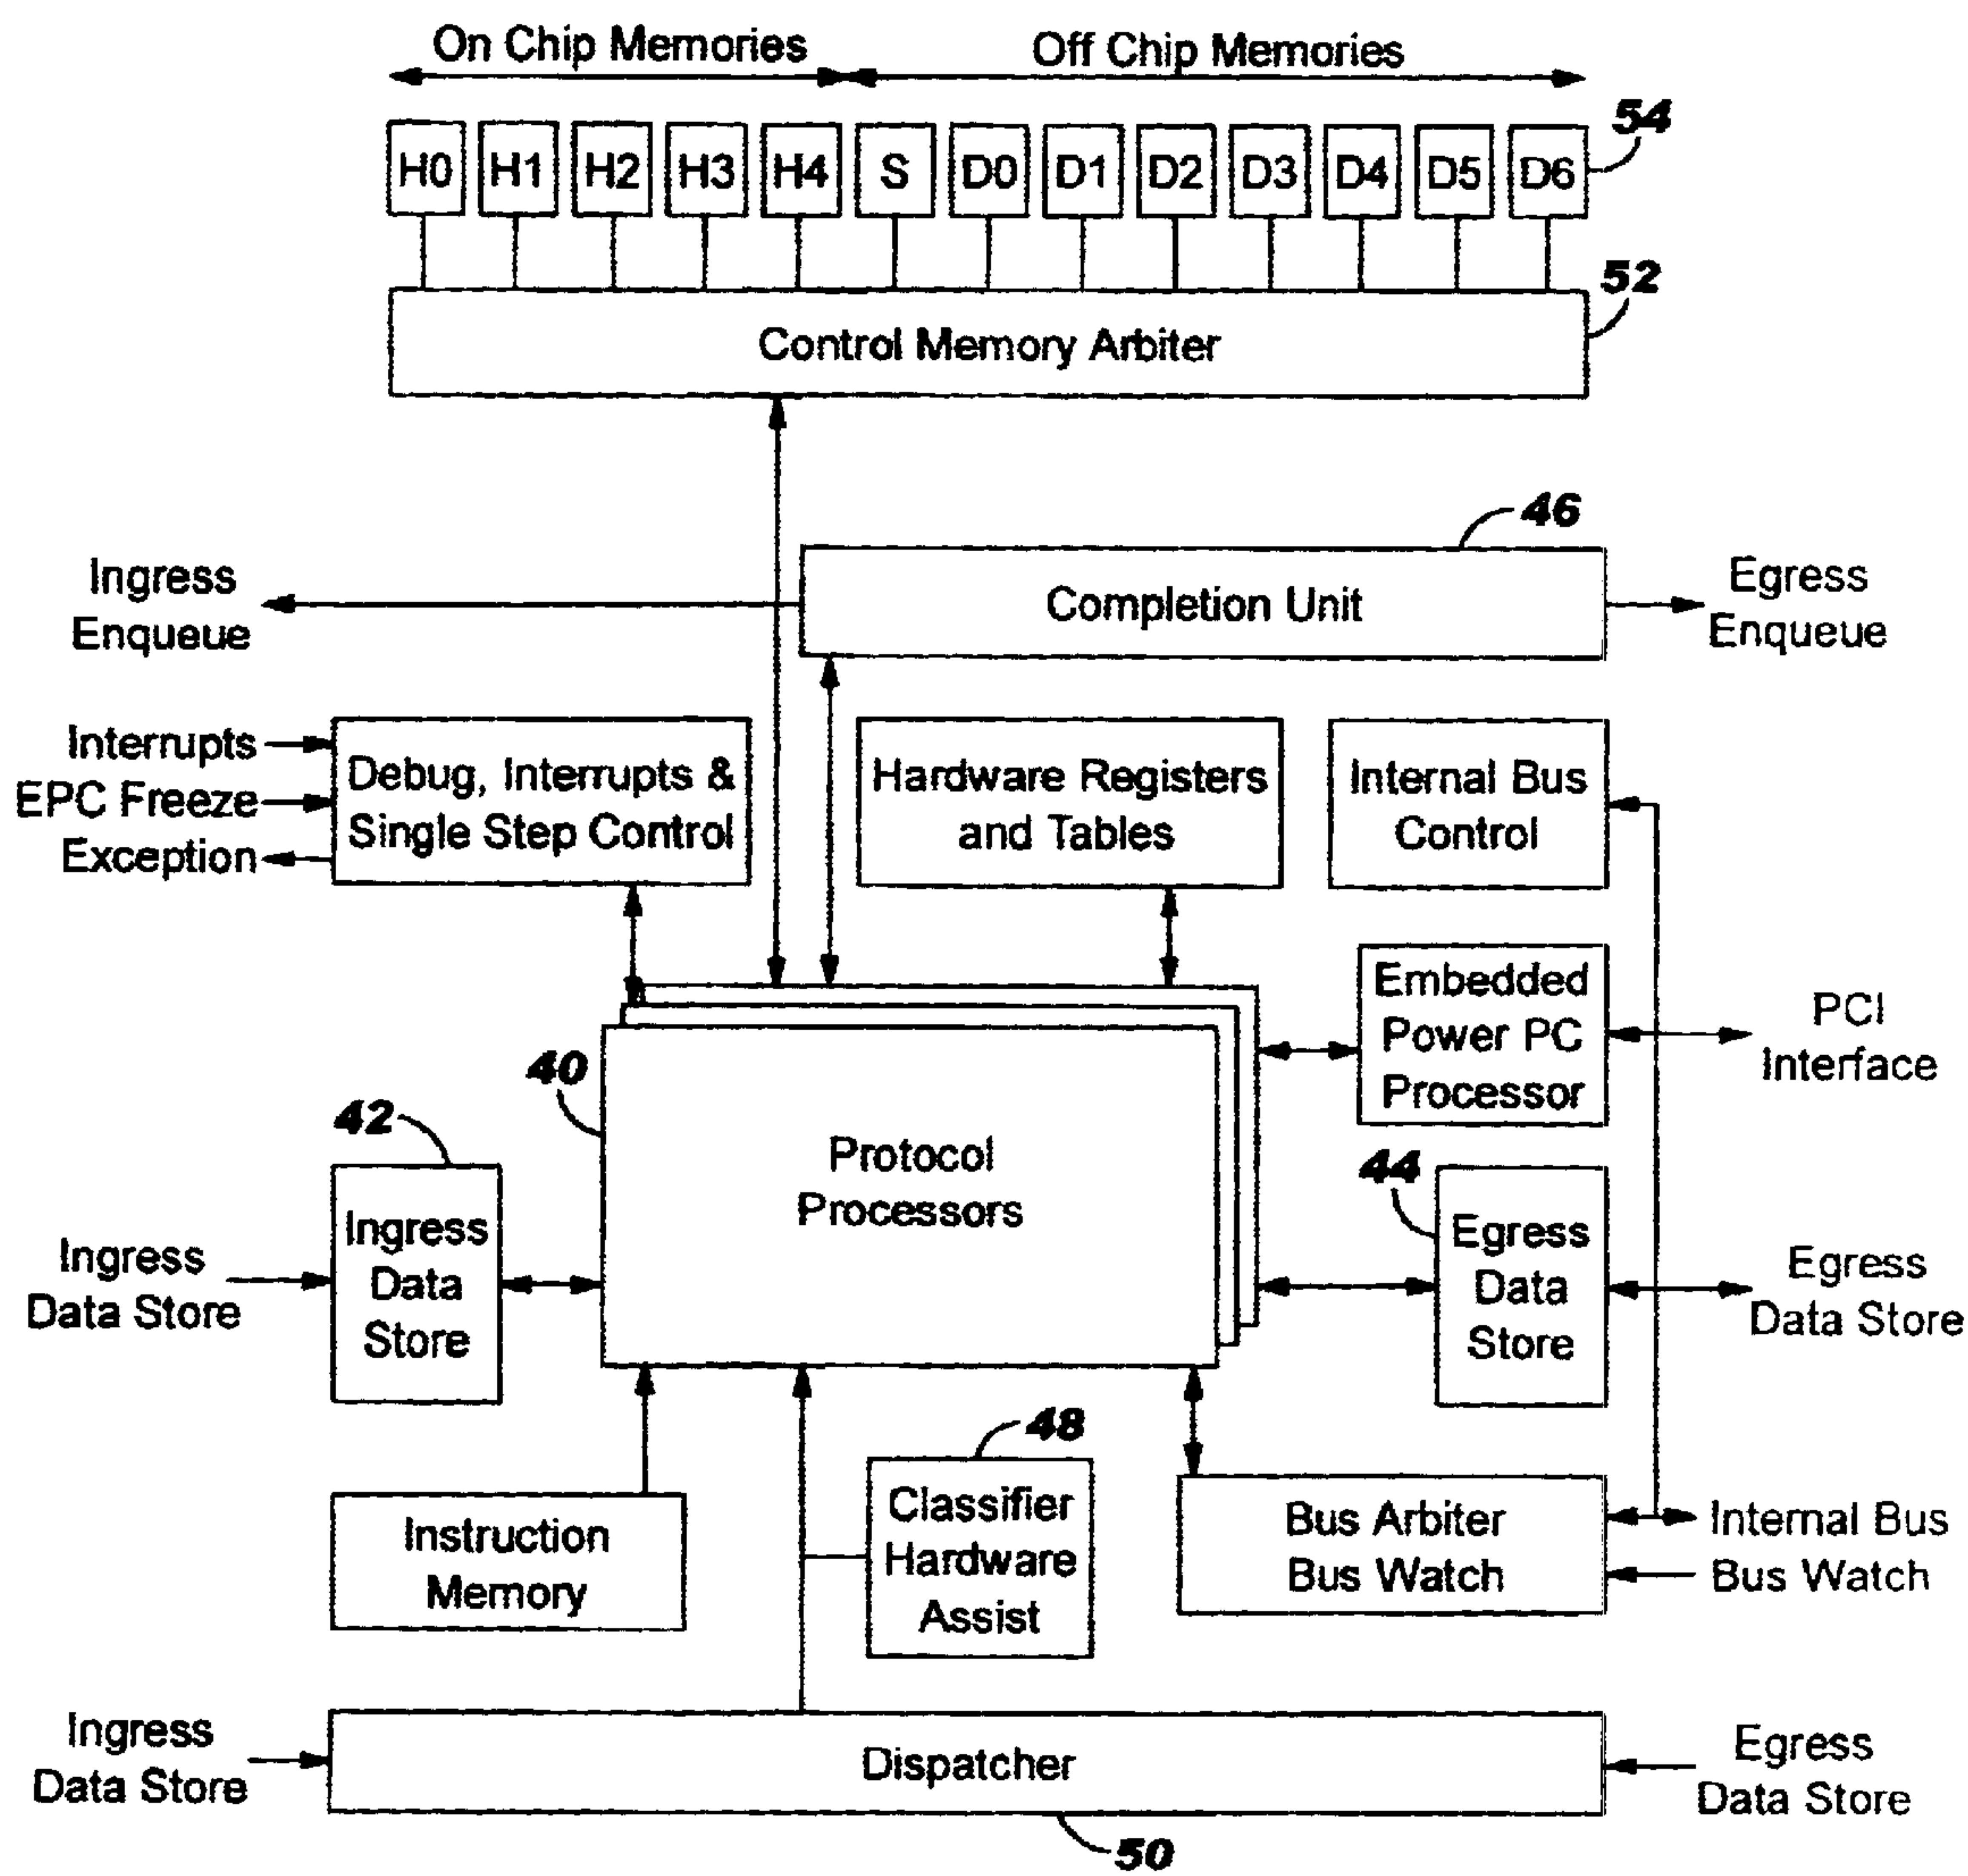 On Chip Memories
Off Chip Memories
54
H0 H1 H2 H3 H4 S D0 D1 D2 D3 D4 D5 D6
52
Control Memory Arbiter
46
Ingress
Enqueue
Completion Unit
Egress
Enqueue
Interrupts
EPC Freeze
Exception
Debug, Interrupts &
Single Step Control
Hardware Registers
and Tables
Internal Bus
Control
Embedded
Power PC
Processor
PCI
Interface
40
42
44
Protocol
Processors
Ingress
Data Store
Ingress
Data
Store
Egress
Data
Store
Egress
Data Store
48
Instruction
Memory
Classifier
Hardware
Assist
Bus Arbiter
Bus Watch
Internal Bus
Bus Watch
Ingress
Data Store
Dispatcher
Egress
Data Store
50